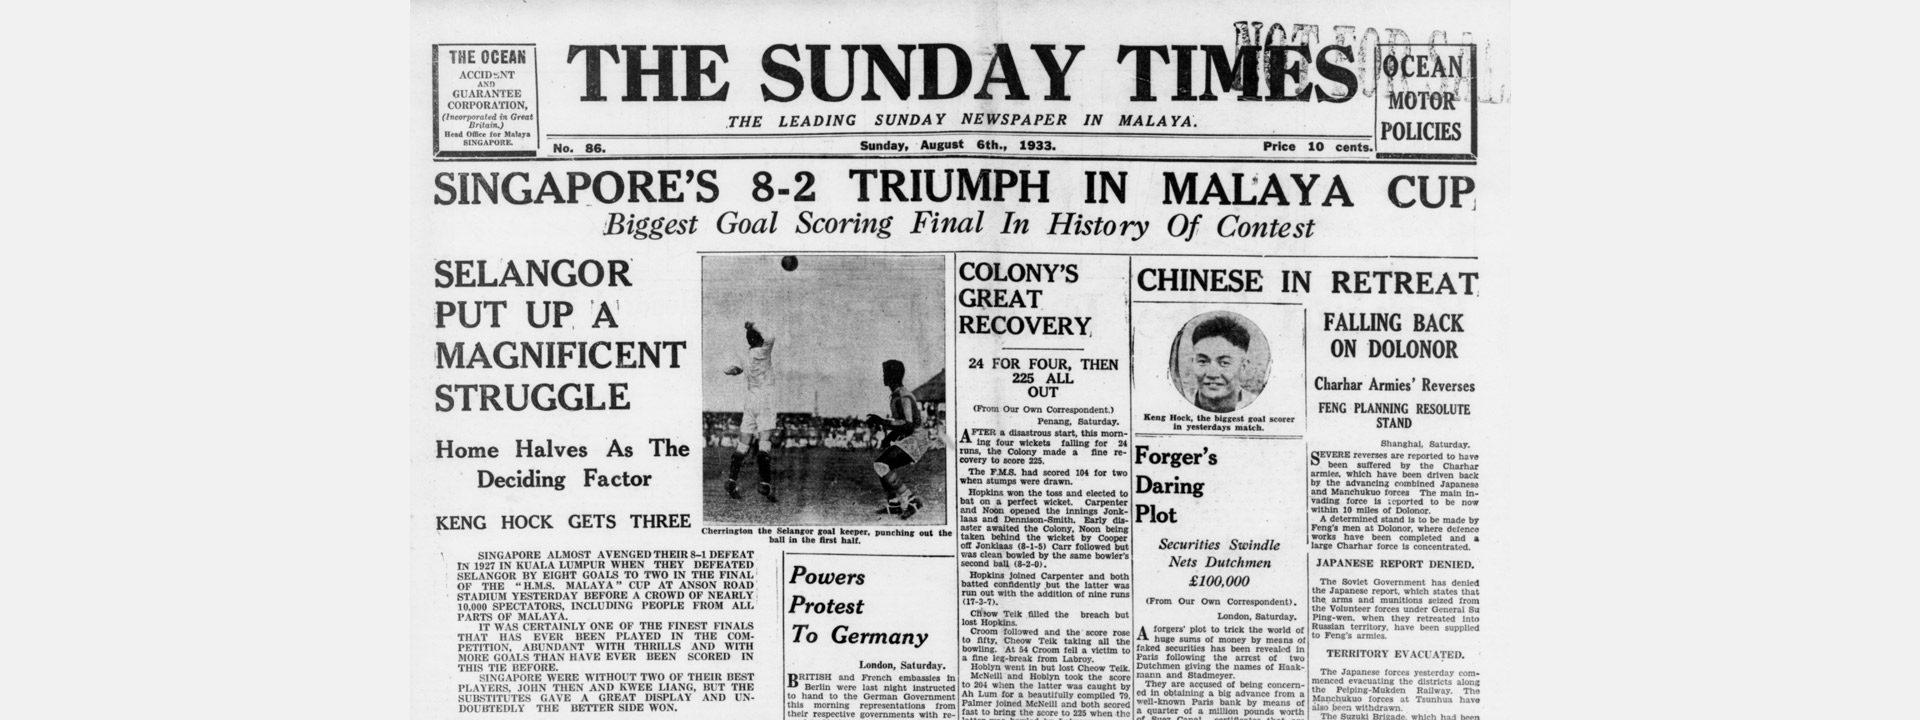 THE OCEAN
ACCIDENT
AND
GUARANTEE
CORPORATION,
(Incorporated in Great
Britain.)
Head Office for Malaya
SINGAPORE.
THE SUNDAY TIMES
NOT FOR SAL
OCEAN
MOTOR
POLICIES
THE LEADING SUNDAY NEWSPAPER IN MALAYA.
No. 86.
Sunday, August 6th., 1933.
Price 10 cents.
SINGAPORE'S 8-2 TRIUMPH IN MALAYA CUP
Biggest Goal Scoring Final In History Of Contest
SELANGOR
PUT UP A
MAGNIFICENT
STRUGGLE
Home Halves As The
Deciding Factor
KENG HOCK GETS THREE
SINGAPORE ALMOST AVENGED THEIR 8-1 DEFEAT
IN 1927 IN KUALA LUMPUR WHEN THEY DEFEATED
SELANGOR BY EIGHT GOALS TO TWO IN THE FINAL
OF THE "H.M.S. MALAYA" CUP AT ANSON ROAD
STADIUM YESTERDAY BEFORE A CROWD OF NEARLY
10,000 SPECTATORS, INCLUDING PEOPLE FROM ALL
PARTS OF MALAYA.
IT WAS CERTAINLY ONE OF THE FINEST FINALS
THAT HAS EVER BEEN PLAYED IN THE COM-
PETITION, ABUNDANT WITH THRILLS AND WITH
MORE GOALS THAN HAVE EVER BEEN SCORED IN
THIS TIE BEFORE.
SINGAPORE WERE WITHOUT TWO OF THEIR BEST
PLAYERS, JOHN THEN AND KWEE LIANG, BUT THE
SUBSTITUTES GAVE A GREAT DISPLAY AND UN-
DOUBTEDLY THE BETTER SIDE WON.
Cherrington the Selangor goal keeper, punching out the
ball in the first half.
Powers
Protest
To Germany
London, Saturday.
BRITISH and French embassies in
Berlin were last night instructed
to hand to the German Government
this morning representations from
their respective governments with re-
COLONY'S
GREAT
RECOVERY
24 FOR FOUR, THEN
225 ALL
OUT
(From Our Own Correspondent.)
Penang, Saturday.
AFTER a disastrous start, this morn-
ing four wickets falling for 24
runs, the Colony made a fine re-
covery to score 225.
The F.M.S. had scored 104 for two
when stumps were drawn.
Hopkins won the toss and elected to
bat on a perfect wicket. Carpenter
and Noon opened the innings Jonk-
laas and Dennison-Smith. Early dis-
aster awaited the Colony, Noon being
taken behind the wicket by Cooper
off Jonklaas (8-1-5) Carr followed but
was clean bowled by the same bowler's
second ball (8-2-0).
Hopkins joined Carpenter and both
batted confidently but the latter was
run out with the addition of nine runs
(17-3-7).
Cheow Teik filled the breach but
lost Hopkins.
Croom followed and the score rose
to fifty, Cheow Teik taking all the
bowling. At 54 Croom fell a victim to
a fine leg-break from Labroy.
Hoblyn went in but lost Cheow Teik.
McNeill and Hoblyn took the score
to 204 when the latter was caught by
Ah Lum for a beautifully compiled 79.
Palmer joined McNeill and both scored
fast to bring the score to 225 when the
CHINESE IN RETREAT
Keng Hock, the biggest goal scorer
in yesterdays match.
Forger's
Daring
Plot
Securities Swindle
Nets Dutchmen
£100,000
(From Our Own Correspondent).
London, Saturday.
A forgers' plot to trick the world of
huge sums of money by means of
faked securities has been revealed in
Paris following the arrest of two
Dutchmen giving the names of Haak-
mann and Stadmeyer.
They are accused of being concern-
ed in obtaining a big advance from a
well-known Paris bank by means of
a quarter of a million pounds worth
FALLING BACK
ON DOLONOR
Charhar Armies' Reverses
FENG PLANNING RESOLUTE
STAND
Shanghai, Saturday.
SEVERE reverses are reported to have
been suffered by the Charhar
armies, which have been driven back
by the advancing combined Japanese
and Manchukuo forces The main in-
vading force is reported to be now
within 10 miles of Dolonor.
A determined stand is to be made by
Feng's men at Dolonor, where defence
works have been completed and a
large Charhar force is concentrated.
JAPANESE REPORT DENIED.
The Soviet Government has denied
the Japanese report, which states that
the arms and munitions seized from
the Volunteer forces under General Su
Ping-wen, when they retreated into
Russian territory, have been supplied
to Feng's armies.
TERRITORY EVACUATED.
The Japanese forces yesterday com-
menced evacuating the districts along
the Peiping-Mukden Railway. The
Manchukuo forces at Tsunhua have
also been withdrawn.
The Suzuki Brigade, which had been